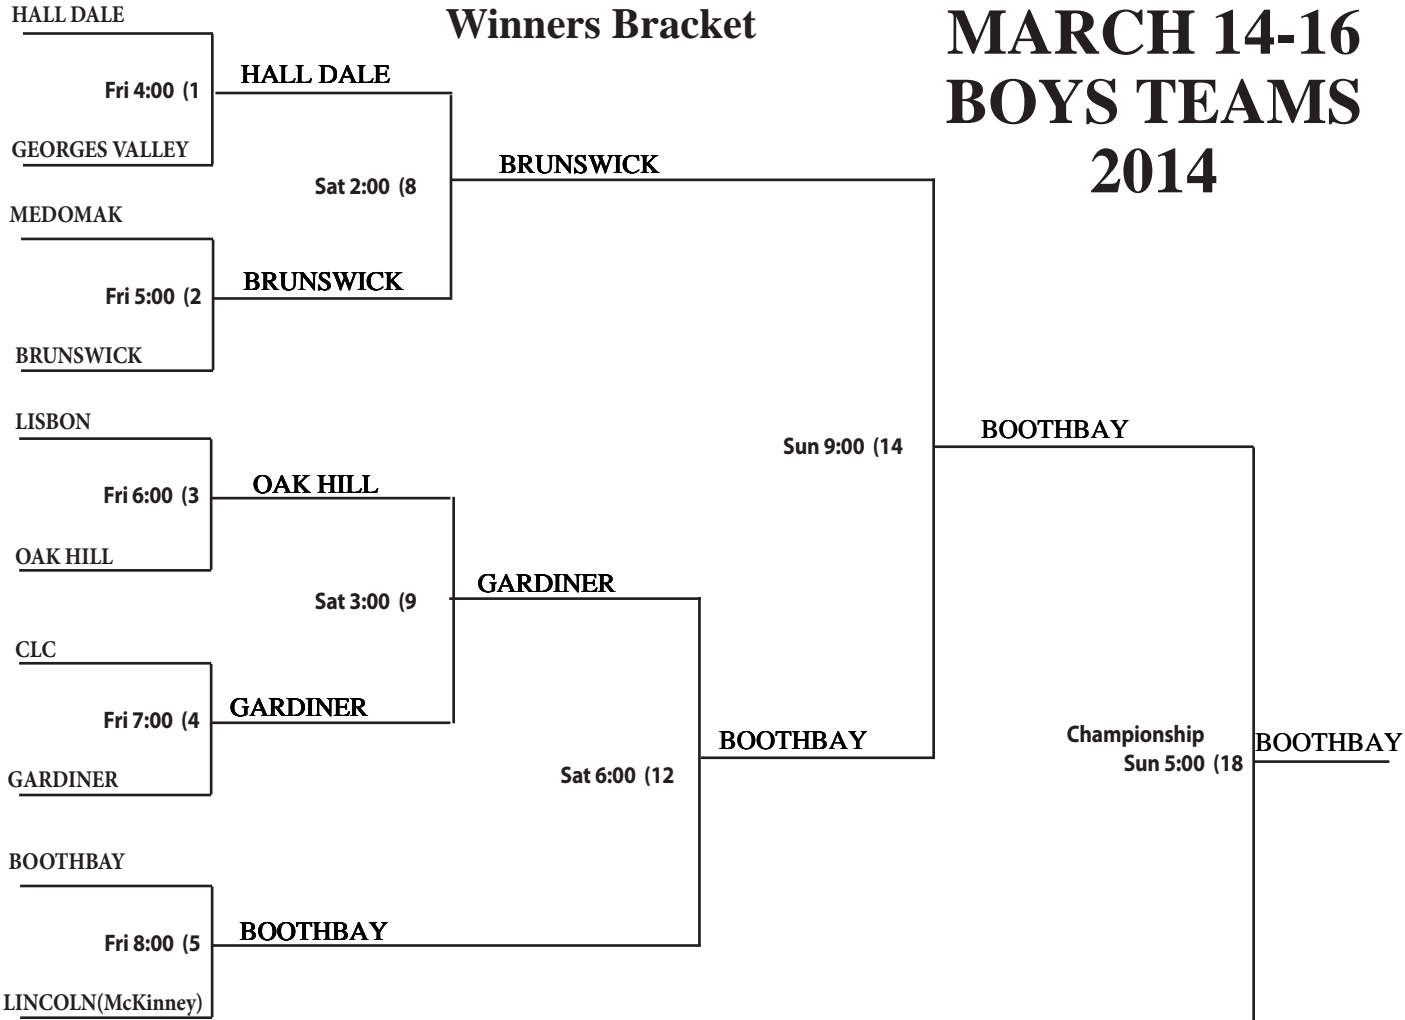 HALL DALE
Winners Bracket
MARCH 14-16
BOYS TEAMS
2014
Fri 4:00 (1
HALL DALE
GEORGES VALLEY
Sat 2:00 (8
BRUNSWICK
MEDOMAK
Fri 5:00 (2
BRUNSWICK
BRUNSWICK
LISBON
Fri 6:00 (3
OAK HILL
OAK HILL
Sat 3:00 (9
GARDINER
Sun 9:00 (14
BOOTHBAY
CLC
Fri 7:00 (4
GARDINER
GARDINER
Sat 6:00 (12
BOOTHBAY
Championship
Sun 5:00 (18
BOOTHBAY
BOOTHBAY
Fri 8:00 (5
BOOTHBAY
LINCOLN(McKinney)